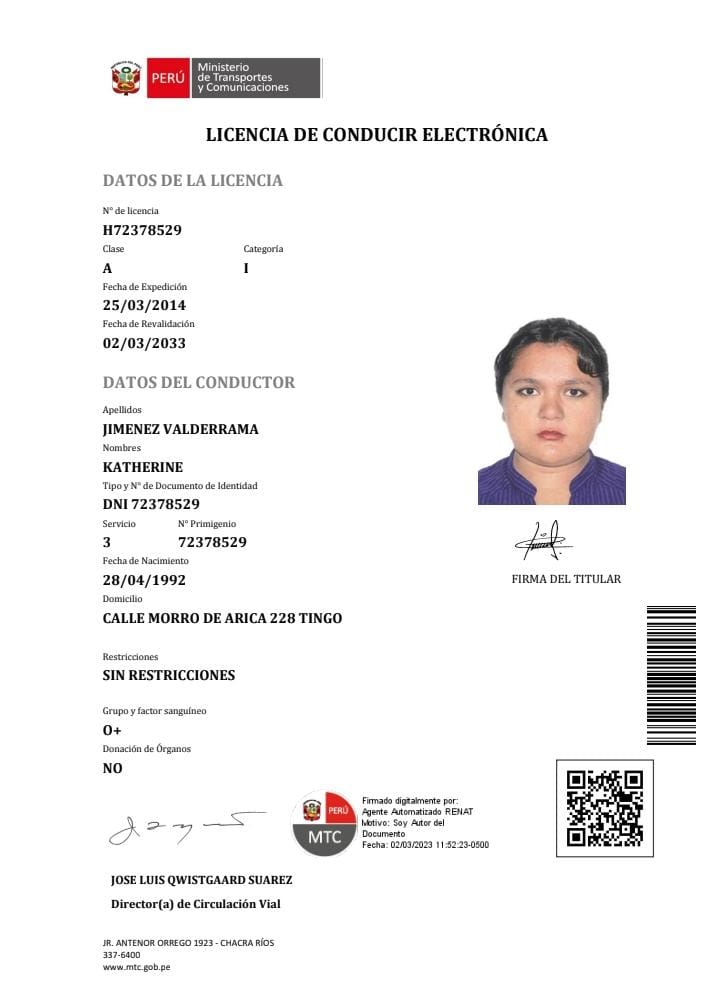 PERÚ
Ministerio
de Transportes
y Comunicaciones
LICENCIA DE CONDUCIR ELECTRÓNICA
DATOS DE LA LICENCIA
N° de licencia
H72378529
Clase Categoría
A I
Fecha de Expedición
25/03/2014
Fecha de Revalidación
02/03/2033
DATOS DEL CONDUCTOR
Apellidos
JIMENEZ VALDERRAMA
Nombres
KATHERINE
Tipo y N° de Documento de Identidad
DNI 72378529
Servicio N° Primigenio
3 72378529
Fecha de Nacimiento
28/04/1992
Domicilio
CALLE MORRO DE ARICA 228 TINGO
Restricciones
SIN RESTRICCIONES
Grupo y factor sanguíneo
O+
Donación de Órganos
NO
FIRMA DEL TITULAR
PERÚ
MTC
Firmado digitalmente por:
Agente Automatizado RENAT
Motivo: Soy Autor del
Documento
Fecha: 02/03/2023 11:52:23-0500
JOSE LUIS QWISTGAARD SUAREZ
Director(a) de Circulación Vial
JR. ANTENOR ORREGO 1923 - CHACRA RÍOS
337-6400
www.mtc.gob.pe